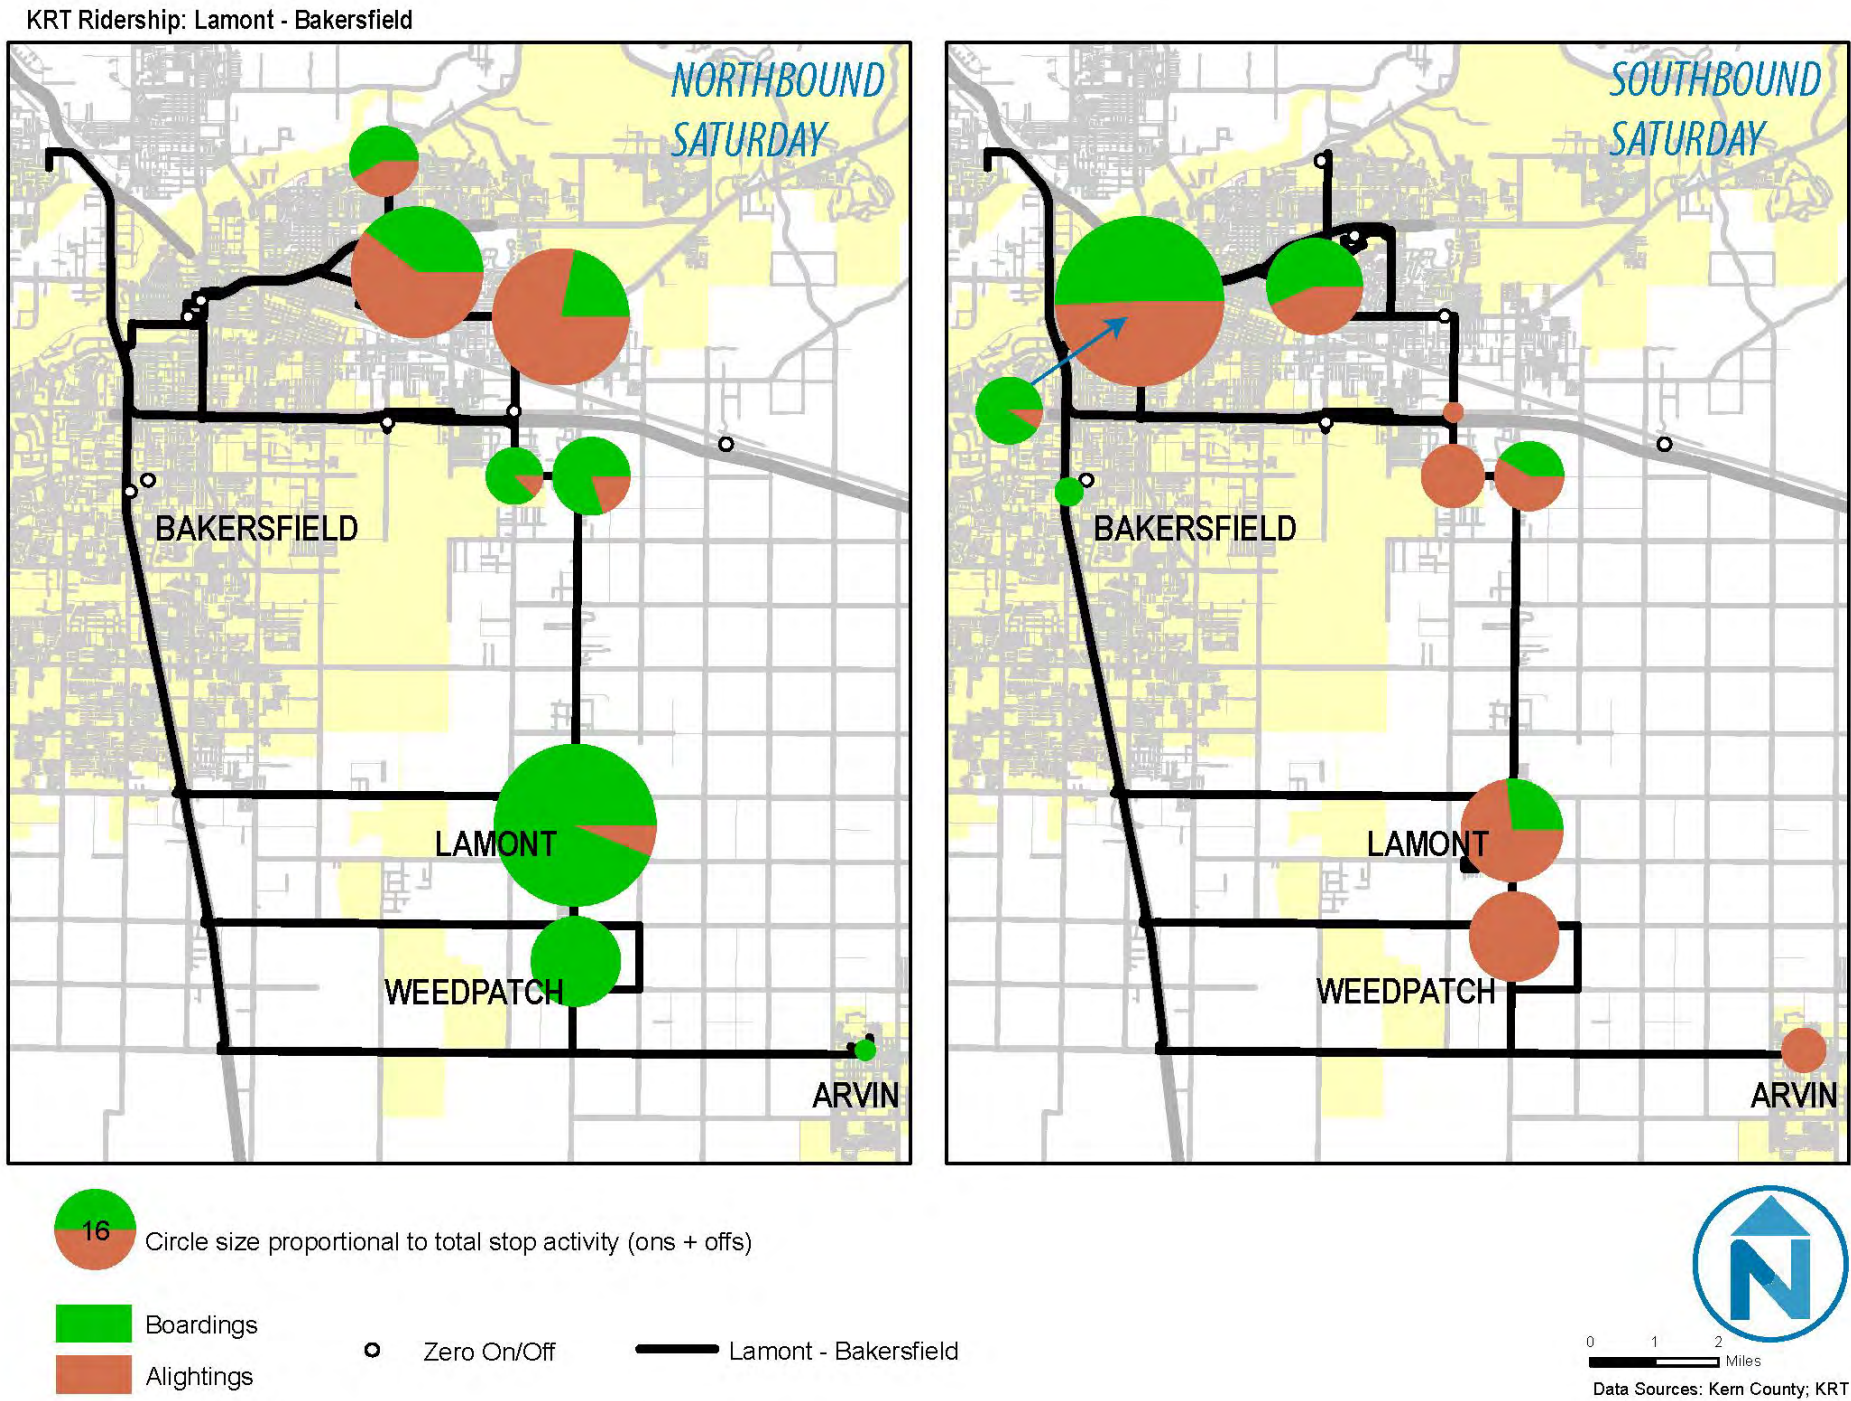 KRT Ridership: Lamont - Bakersfield
NORTHBOUND
SATURDAY
BAKERSFIELD
LAMONT
WEEDPATCH
ARVIN
SOUTHBOUND
SATURDAY
BAKERSFIELD
LAMONT
WEEDPATCH
ARVIN
16
Circle size proportional to total stop activity (ons + offs)
Boardings
Alightings
Zero On/Off
Lamont - Bakersfield
N
0 1 2
Miles
Data Sources: Kern County; KRT